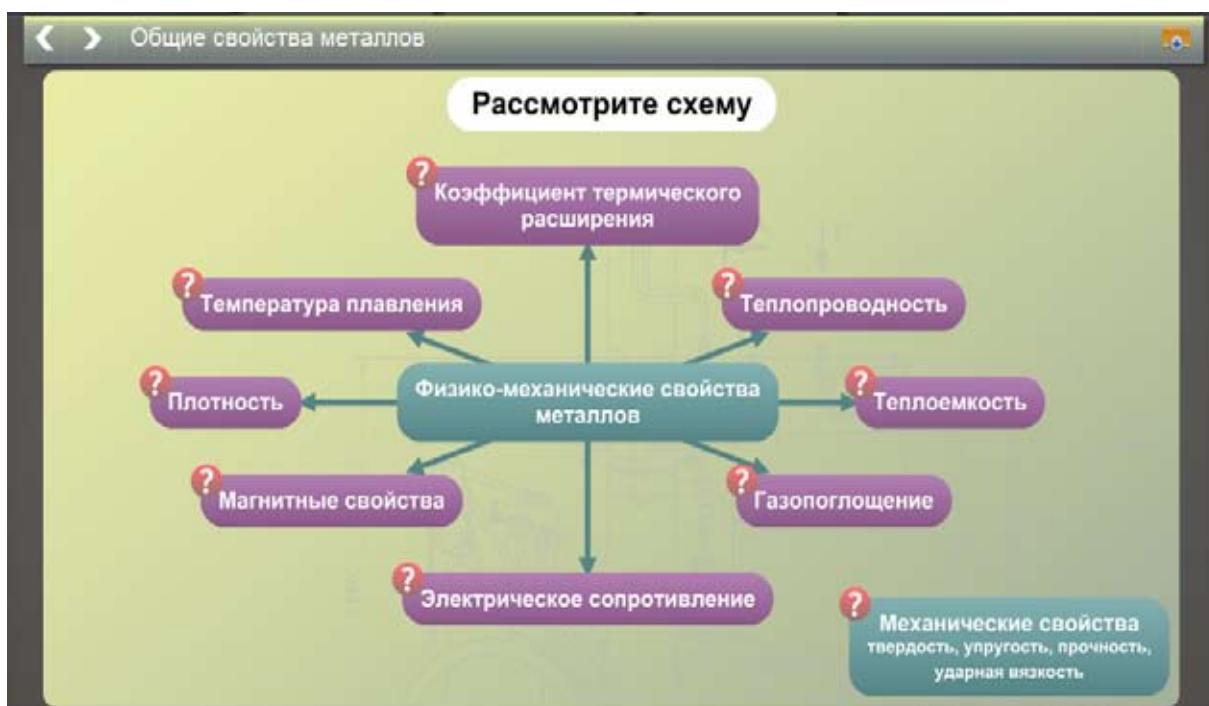 Общие свойства металлов
Рассмотрите схему
?
Коэффициент термического
расширения
?
Температура плавления
?
Теплопроводность
?
Плотность
Физико-механические свойства
металлов
?
Теплоемкость
?
Магнитные свойства
?
Газопоглощение
?
Электрическое сопротивление
?
Механические свойства
твердость, упругость, прочность,
ударная вязкость